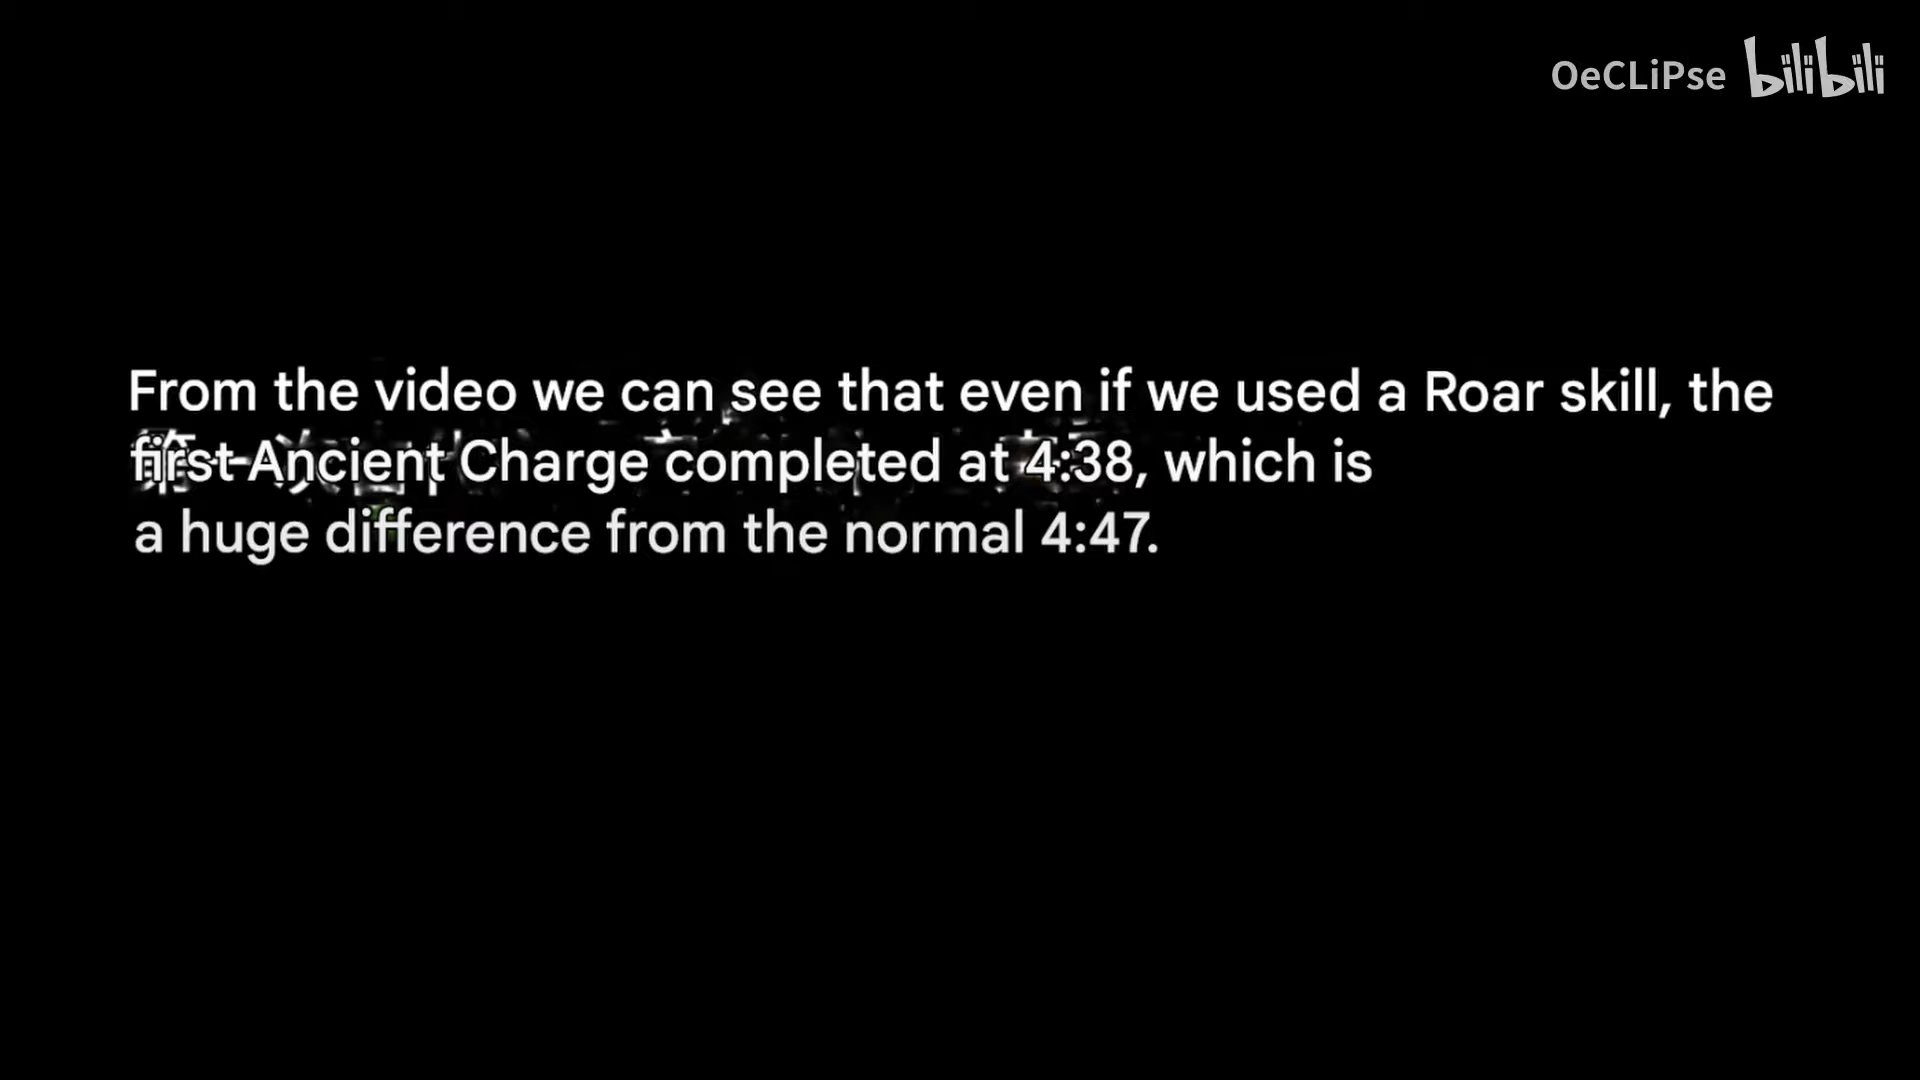 OeCLiPse bilibili
From the video we can see that even if we used a Roar skill, the
first Ancient Charge completed at 4:38, which is
a huge difference from the normal 4:47.